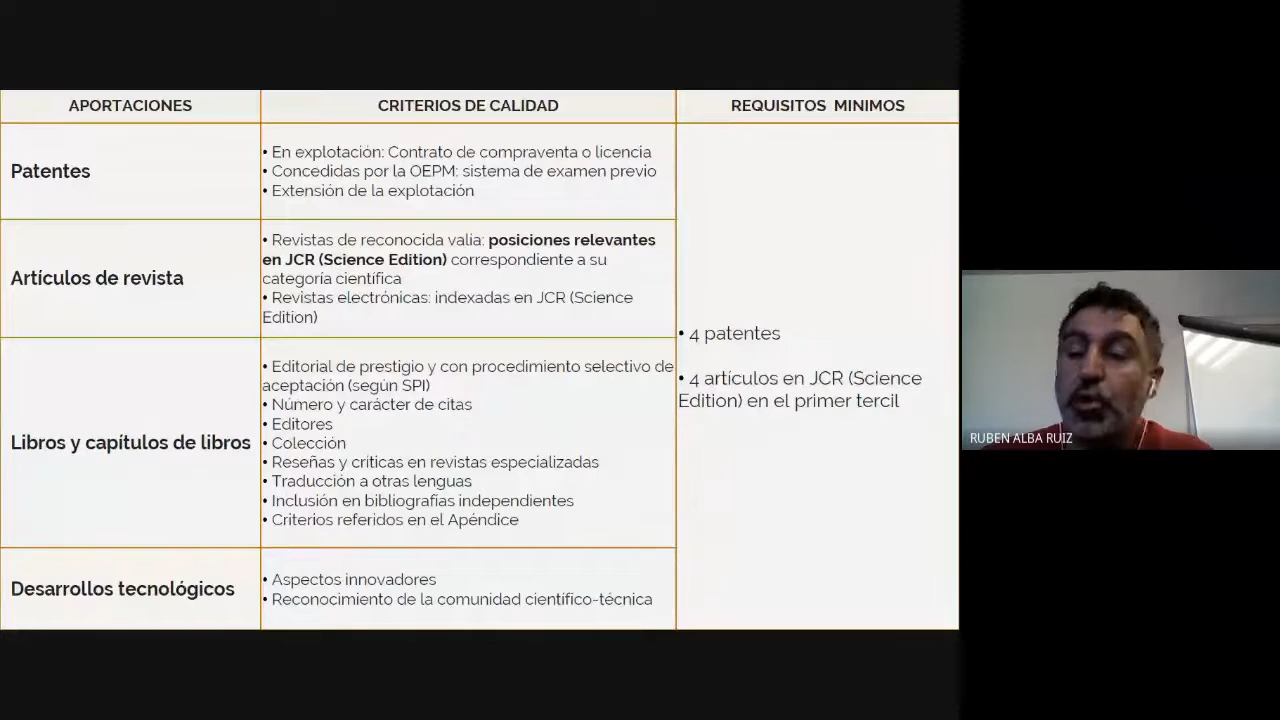 APORTACIONES
CRITERIOS DE CALIDAD
REQUISITOS MINIMOS
Patentes
• En explotación: Contrato de compraventa o licencia
• Concedidas por la OEPM: sistema de examen previo
• Extensión de la explotación
Artículos de revista
• Revistas de reconocida valia: posiciones relevantes
en JCR (Science Edition) correspondiente a su
categoría científica
• Revistas electrónicas: indexadas en JCR (Science
Edition)
Libros y capítulos de libros
• Editorial de prestigio y con procedimiento selectivo de
aceptación (según SPI)
• Número y carácter de citas
• Editores
• Colección
• Reseñas y críticas en revistas especializadas
• Traducción a otras lenguas
• Inclusión en bibliografías independientes
• Criterios referidos en el Apéndice
Desarrollos tecnológicos
• Aspectos innovadores
• Reconocimiento de la comunidad científico-técnica
• 4 patentes
• 4 artículos en JCR (Science
Edition) en el primer tercil
RUBEN ALBA RUIZ